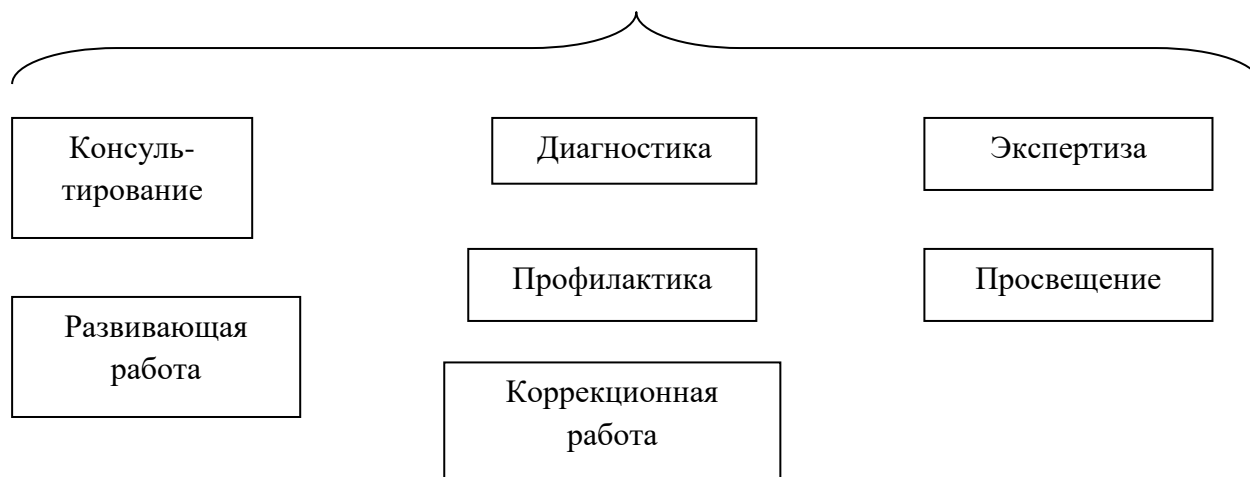 Консуль-
тирование
Диагностика
Экспертиза
Профилактика
Просвещение
Развивающая
работа
Коррекционная
работа